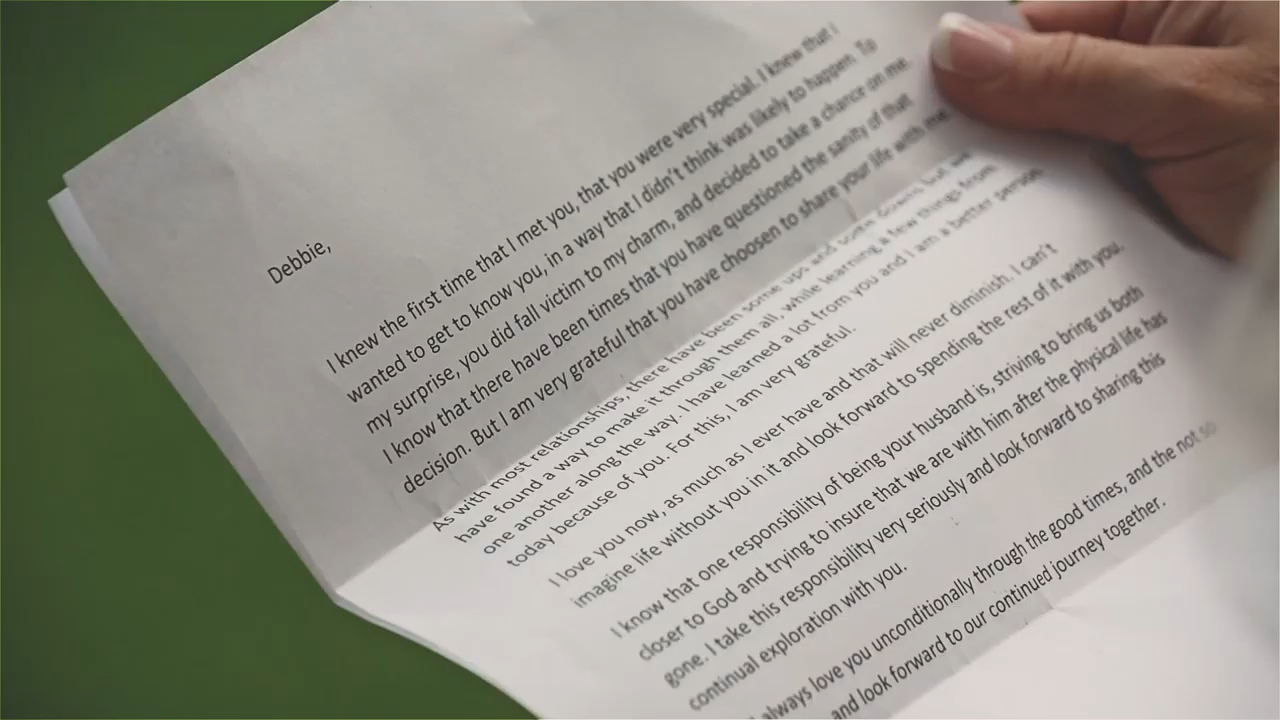 Debbie,
I knew the first time that I met you, that you were very special. I knew that I
wanted to get to know you, in a way that I didn't think was likely to happen. To
my surprise, you did fall victim to my charm, and decided to take a chance on me.
I know that there have been times that you have questioned the sanity of that
decision. But I am very grateful that you have choosen to share your life with me.
As with most relationships, there have been some ups and some downs but we
have found a way to make it through them all, while learning a few things from
one another along the way. I have learned a lot from you and I am a better person
today because of you. For this, I am very grateful.
I love you now, as much as I ever have and that will never diminish. I can't
imagine life without you in it and look forward to spending the rest of it with you.
I know that one responsibility of being your husband is, striving to bring us both
closer to God and trying to insure that we are with him after the physical life has
gone. I take this responsibility very seriously and look forward to sharing this
continual exploration with you.
always love you unconditionally through the good times, and the not so
and look forward to our continued journey together.